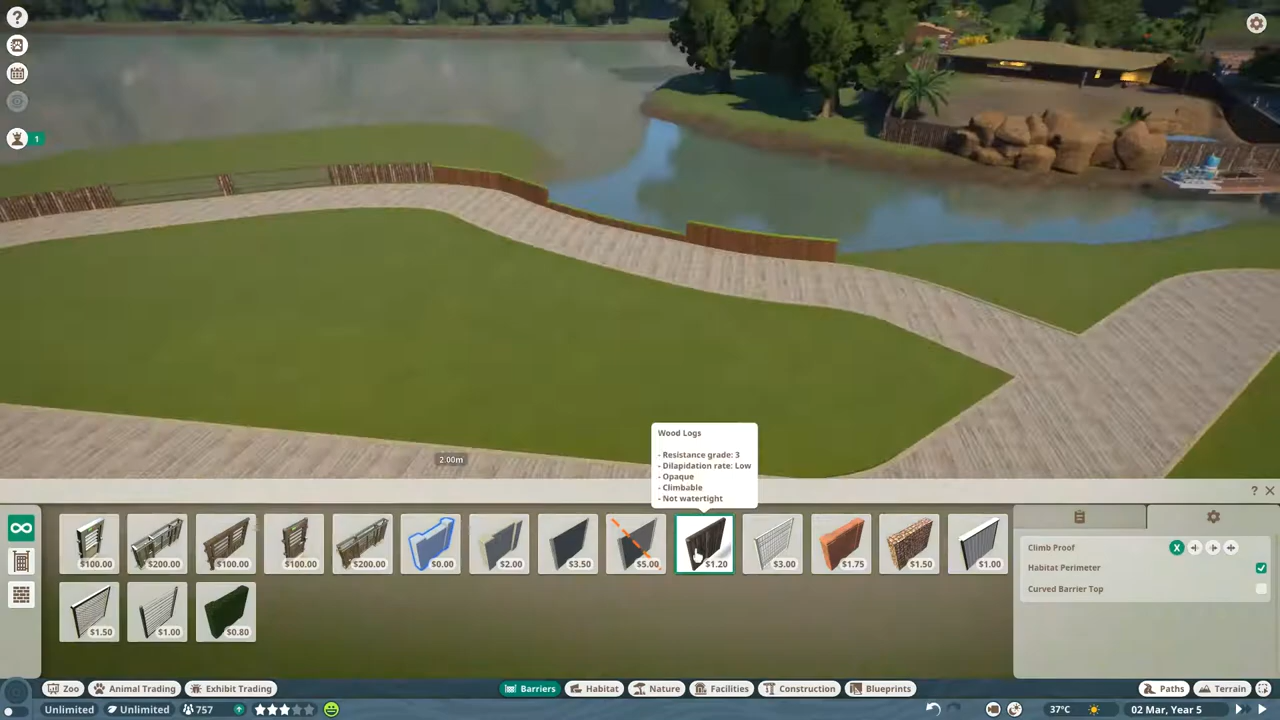 ?
1
2.00m
Wood Logs
- Resistance grade: 3
- Dilapidation rate: Low
- Opaque
- Climbable
- Not watertight
?
$100.00
$200.00
$100.00
$100.00
$200.00
$0.00
$2.00
$3.50
$5.00
$1.20
$3.00
$1.75
$1.50
$1.00
$1.50
$1.00
$0.80
Climb Proof
X
Habitat Perimeter
Curved Barrier Top
Zoo
Animal Trading
Exhibit Trading
Barriers
Habitat
Nature
Facilities
Construction
Blueprints
Paths
Terrain
Unlimited
Unlimited
757
37°C
02 Mar, Year 5